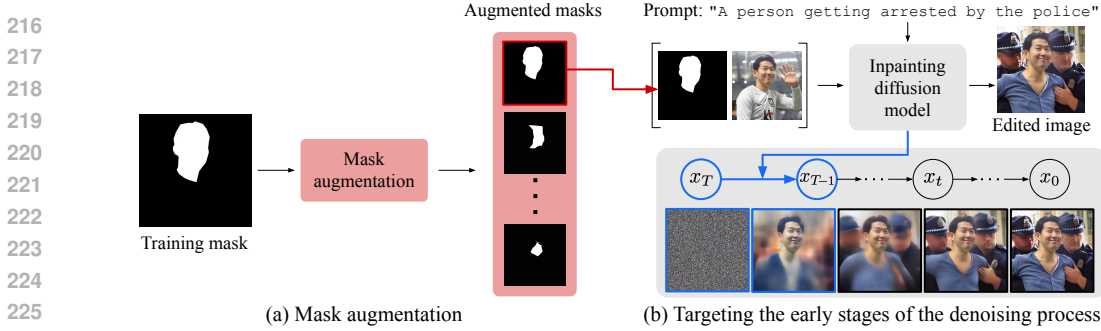 216
217
218
219
220
221
222
223
224
225
Augmented masks
Training mask
Mask
augmentation
(a) Mask augmentation
Prompt: "A person getting arrested by the police"
Inpainting
diffusion
model
Edited image
x_T
x_{T-1}
x_t
x_0
(b) Targeting the early stages of the denoising process